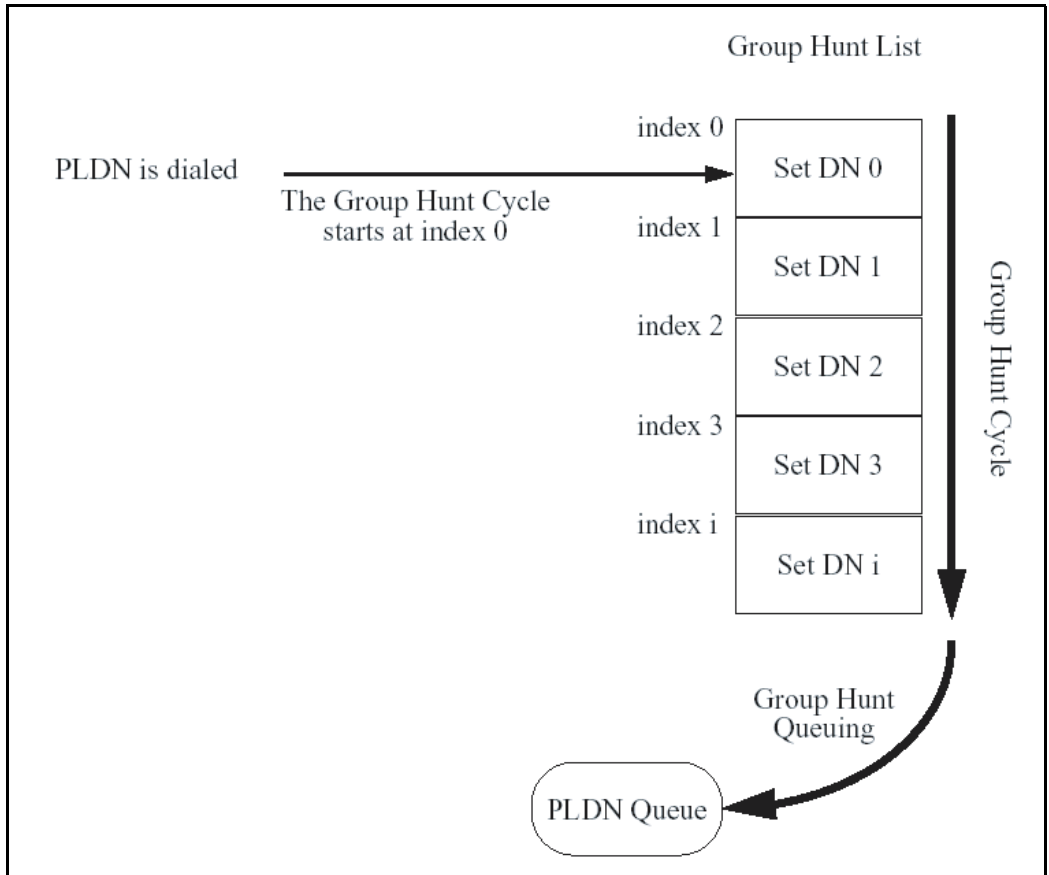 Group Hunt List
index 0
PLDN is dialed
Set DN 0
The Group Hunt Cycle
starts at index 0
index 1
Set DN 1
index 2
Set DN 2
index 3
Set DN 3
index i
Set DN i
Group Hunt Cycle
Group Hunt
Queuing
PLDN Queue